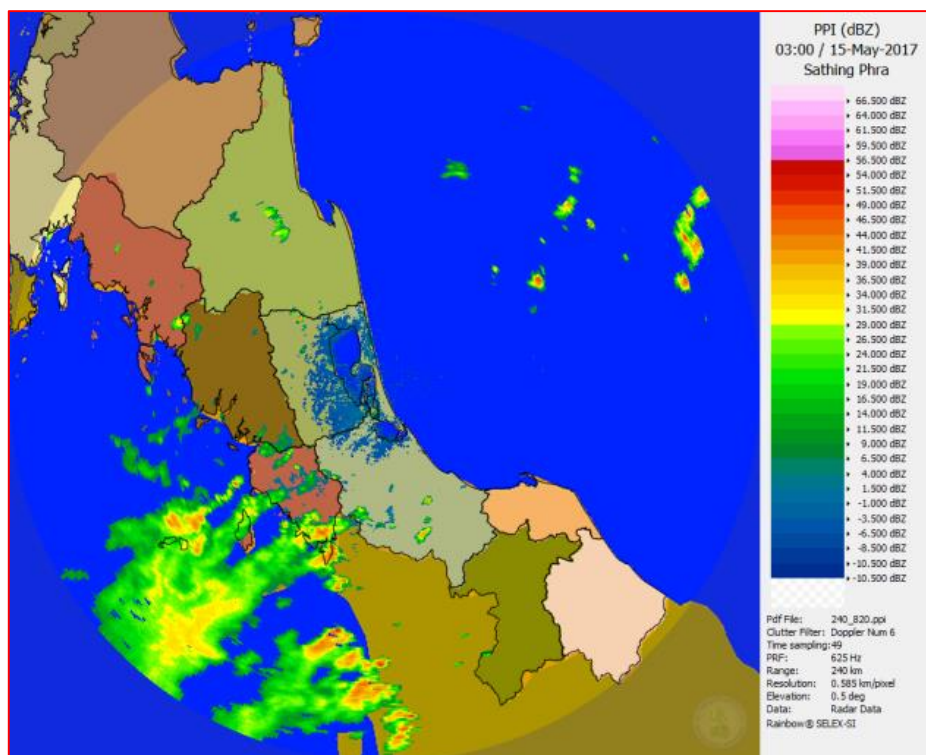 PPI (dBZ)
03:00 / 15-May-2017
Sathing Phra
66.500 dBZ
64.000 dBZ
61.500 dBZ
59.500 dBZ
56.500 dBZ
54.000 dBZ
51.500 dBZ
49.000 dBZ
46.500 dBZ
44.000 dBZ
41.500 dBZ
39.000 dBZ
36.500 dBZ
34.000 dBZ
31.500 dBZ
29.000 dBZ
26.500 dBZ
24.000 dBZ
21.500 dBZ
19.000 dBZ
16.500 dBZ
14.000 dBZ
11.500 dBZ
9.000 dBZ
6.500 dBZ
4.000 dBZ
1.500 dBZ
-1.000 dBZ
-3.500 dBZ
-6.500 dBZ
-8.500 dBZ
-10.500 dBZ
-10.500 dBZ
Pdf File: 240_820.ppi
Clutter Filter: Doppler Num 6
Time sampling:49
PRF: 625 Hz
Range: 240 km
Resolution: 0.585 km/pixel
Elevation: 0.5 deg
Data: Radar Data
Rainbow® SELEX-SI